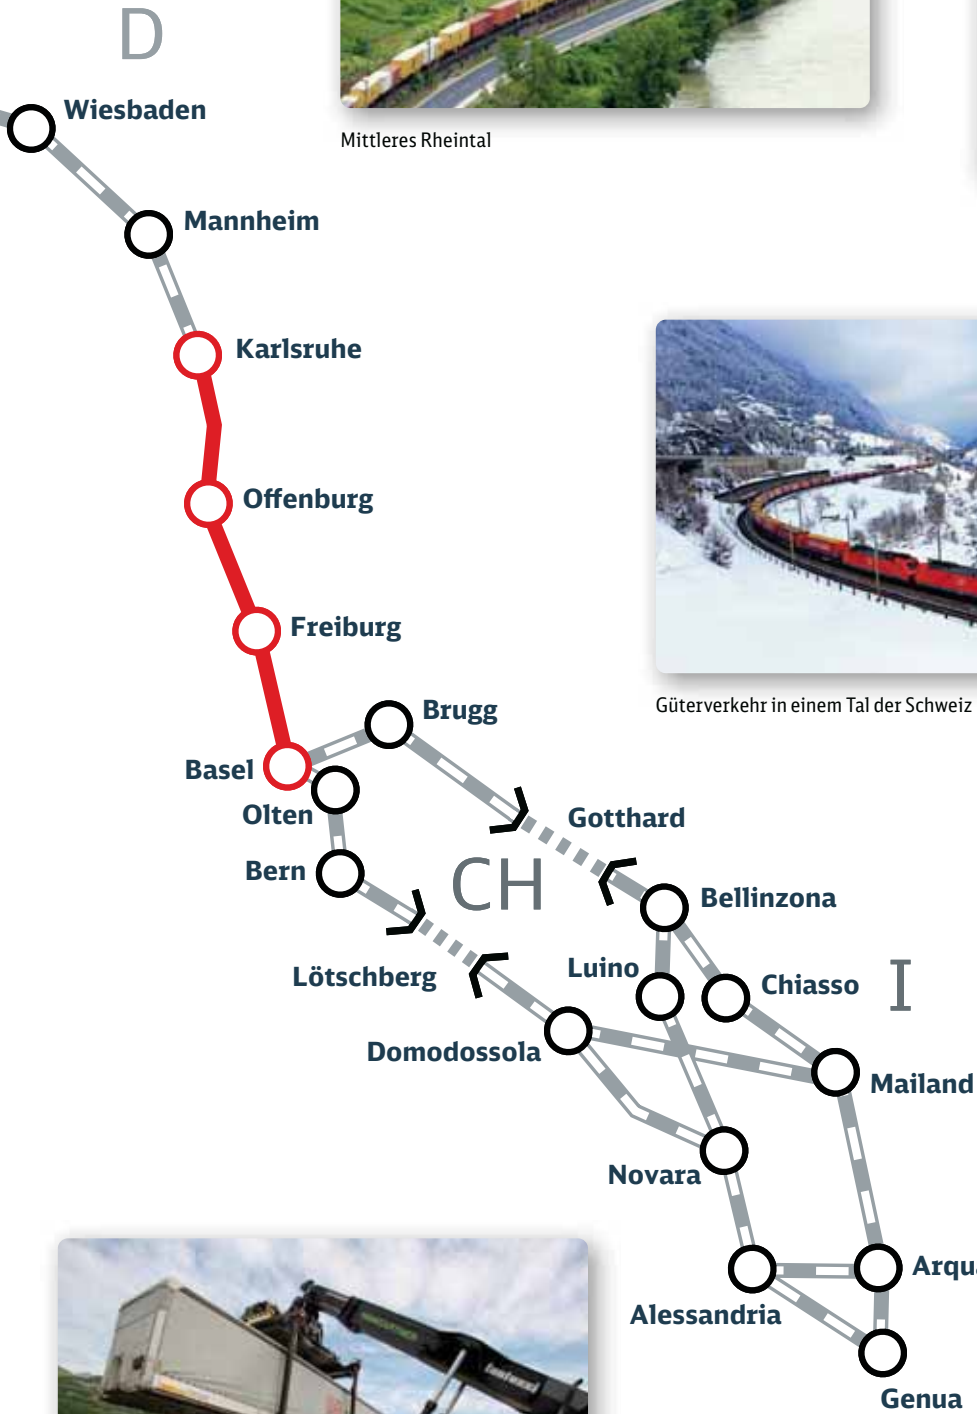 D
Wiesbaden
Mittleres Rheintal
Mannheim
Karlsruhe
Offenburg
Freiburg
Güterverkehr in einem Tal der Schweiz
Brugg
Basel
Olten
Gotthard
Bern
CH
Bellinzona
Lötschberg
Luino
Chiasso
I
Domodossola
Mailand
Novara
Arqua
Alessandria
Genua